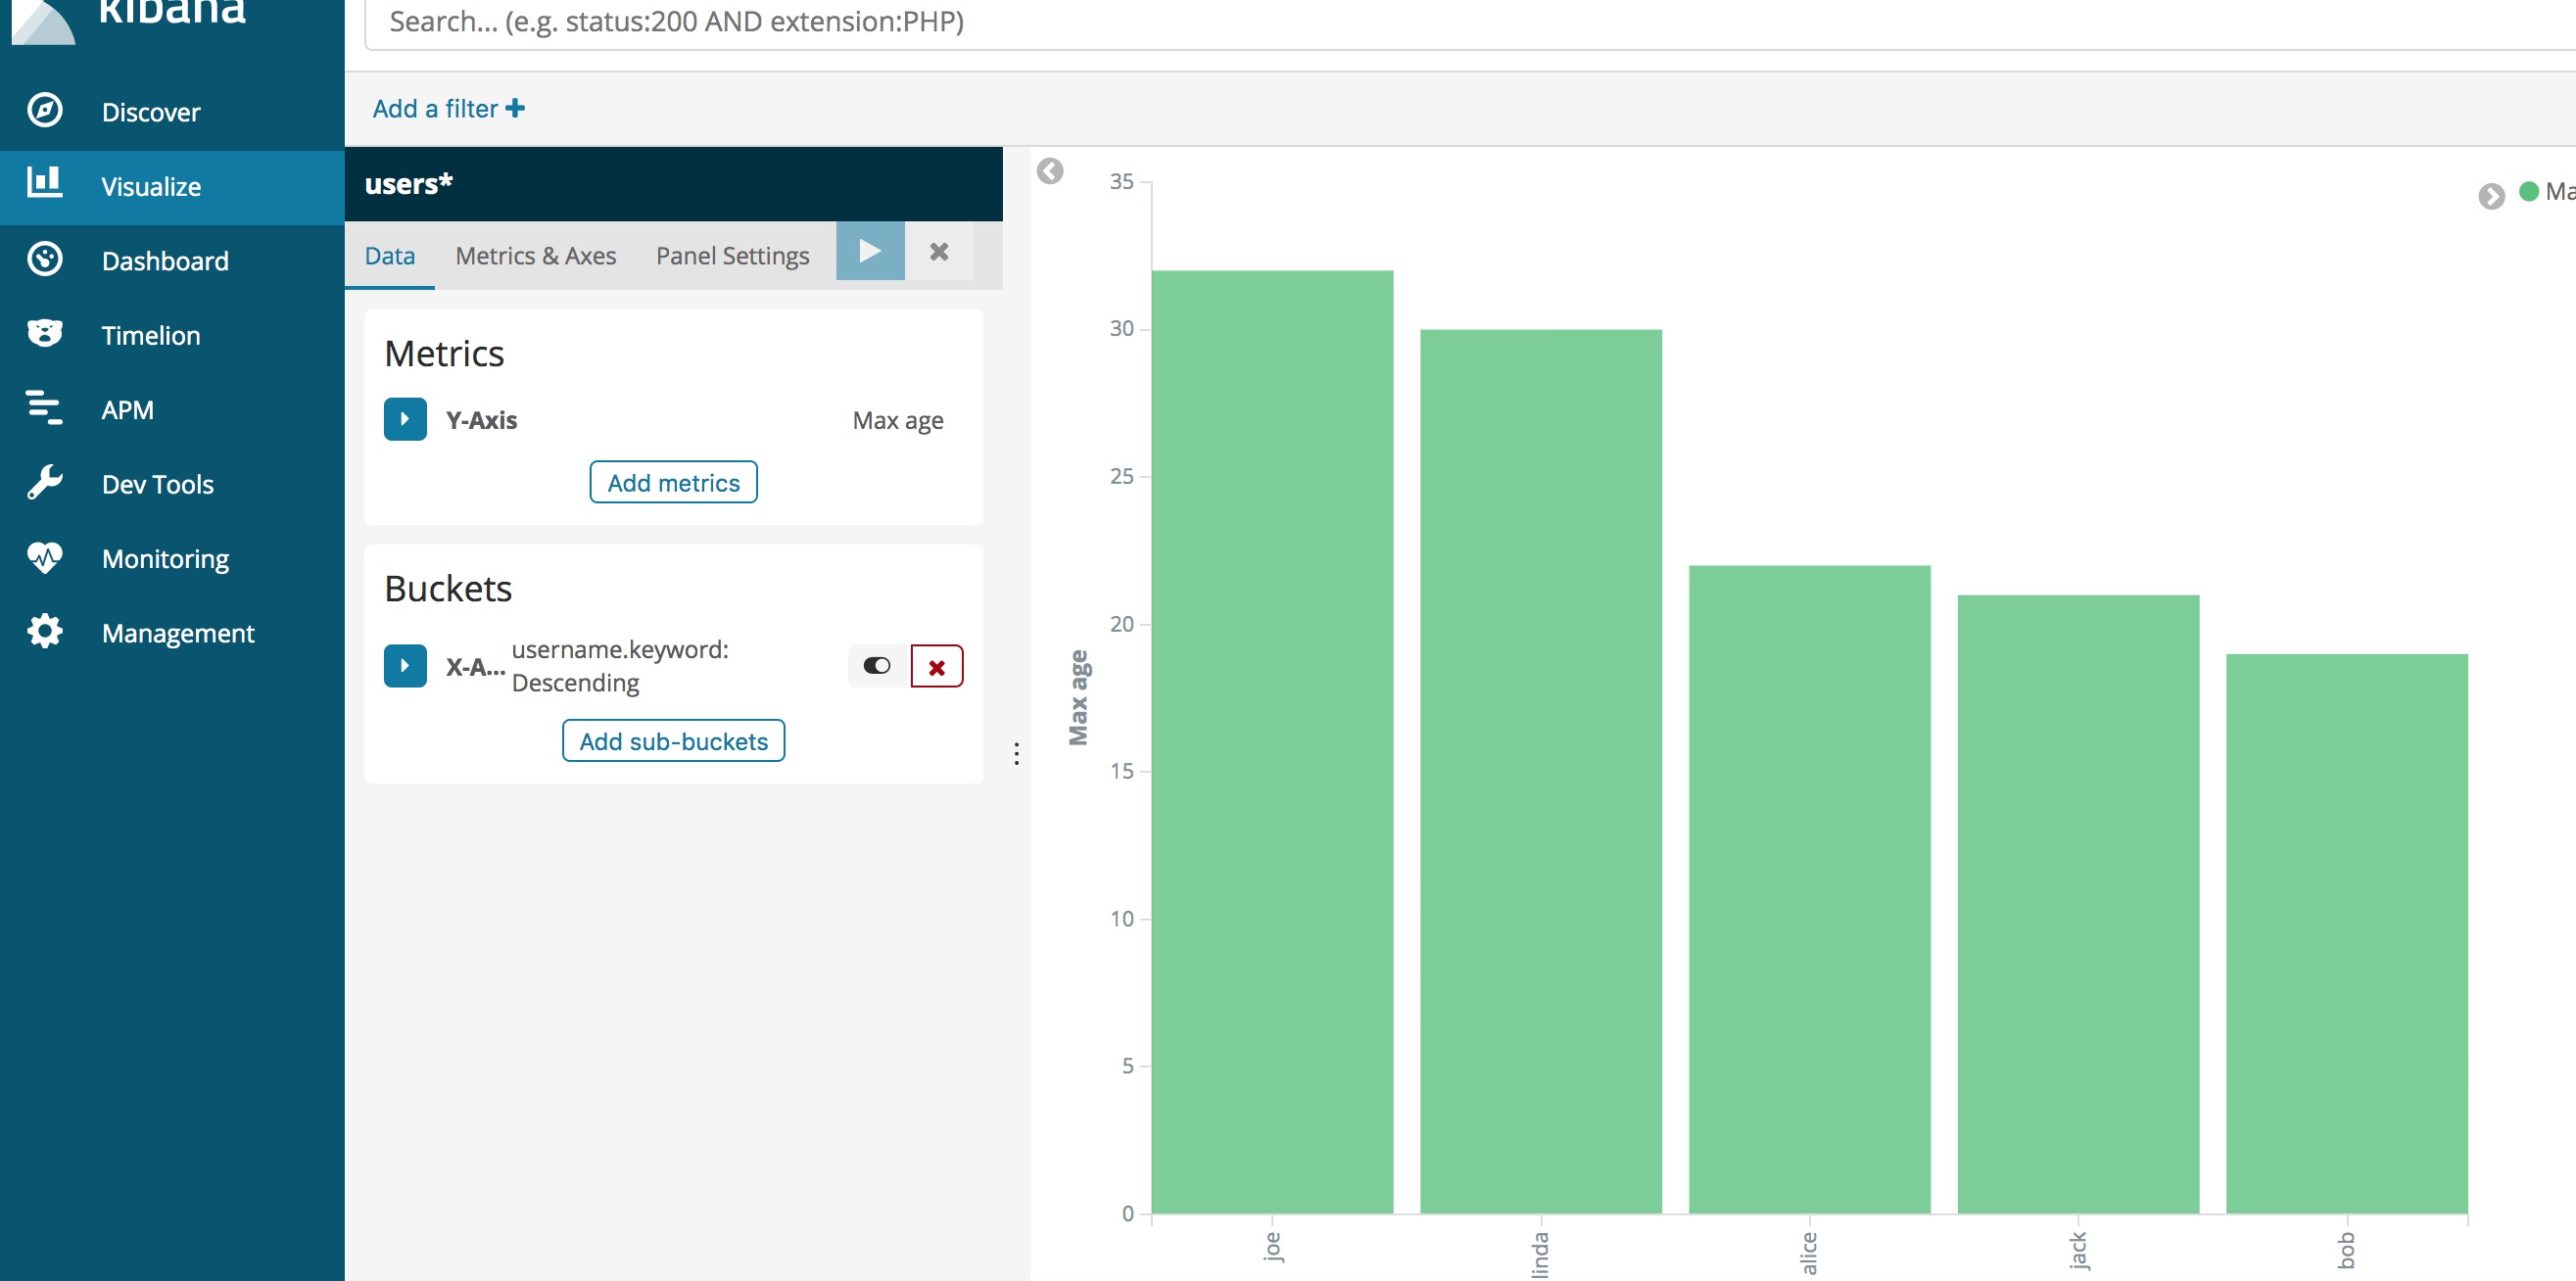 kibana
Search... (e.g. status:200 AND extension:PHP)
Discover
Visualize
Dashboard
Timelion
APM
Dev Tools
Monitoring
Management
Add a filter
users*
Data
Metrics & Axes
Panel Settings
Metrics
Y-Axis
Max age
Add metrics
Buckets
X-A...
username.keyword:
Descending
Add sub-buckets
Ma
35
30
25
20
15
10
5
0
Max age
joe
linda
alice
jack
bob